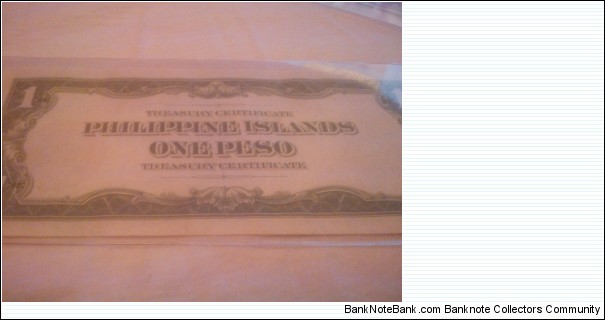 1
TREASURY CERTIFICATE
PHILIPPINE ISLANDS
ONE PESO
TREASURY CERTIFICATE
BankNoteBank.com Banknote Collectors Community